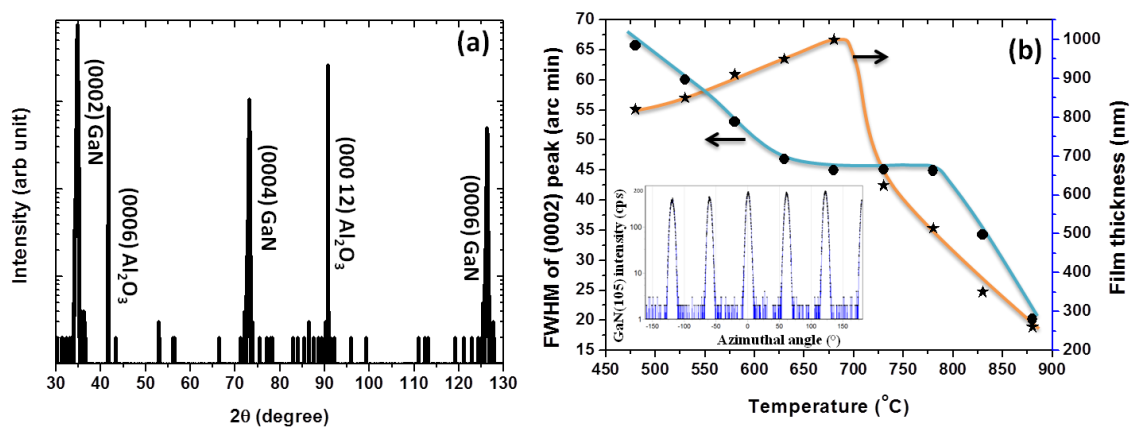 (a)
Intensity (arb unit)
(0002) GaN
(0006) Al2O3
(0004) GaN
(000 12) Al2O3
(0006) GaN
30 40 50 60 70 80 90 100 110 120 130
2θ (degree)
(b)
FWHM of (0002) peak (arc min)
70
65
60
55
50
45
40
35
30
25
20
15
450 500 550 600 650 700 750 800 850 900
Temperature (°C)
1000
900
800
700
600
500
400
300
200
Film thickness (nm)
GaN(105) intensity (cps)
200
100
10
1
-150 -100 -50 0 50 100 150
Azimuthal angle (°)